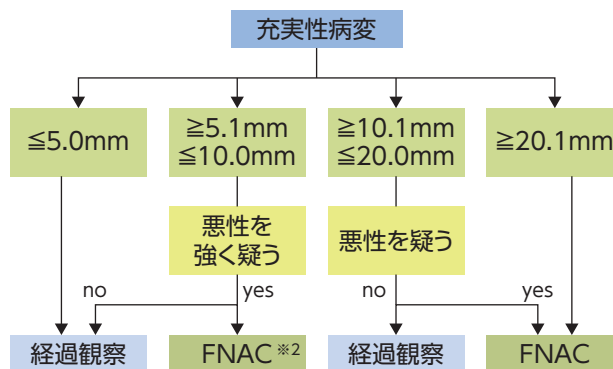 充実性病変
≦5.0mm
≧5.1mm
≦10.0mm
≧10.1mm
≦20.0mm
≧20.1mm
悪性を
強く疑う
悪性を疑う
no
yes
no
yes
経過観察
FNAC※2
経過観察
FNAC